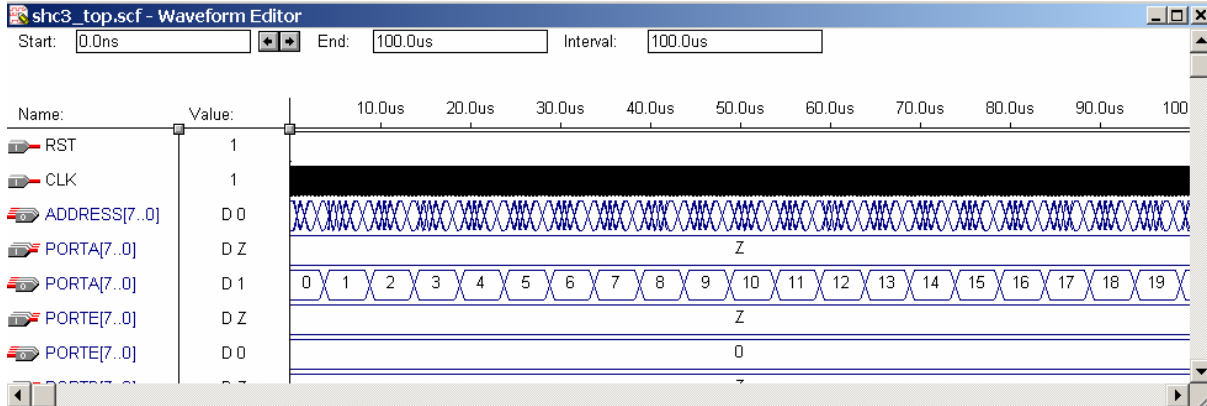 shc3_top.scf - Waveform Editor
Start: 0.0ns End: 100.0us Interval: 100.0us
Name: Value: 10.0us 20.0us 30.0us 40.0us 50.0us 60.0us 70.0us 80.0us 90.0us 100
RST 1
CLK 1
ADDRESS[7..0] D 0
PORTA[7..0] D Z Z
PORTA[7..0] D 1 0 1 2 3 4 5 6 7 8 9 10 11 12 13 14 15 16 17 18 19
PORTE[7..0] D Z Z
PORTE[7..0] D 0 0